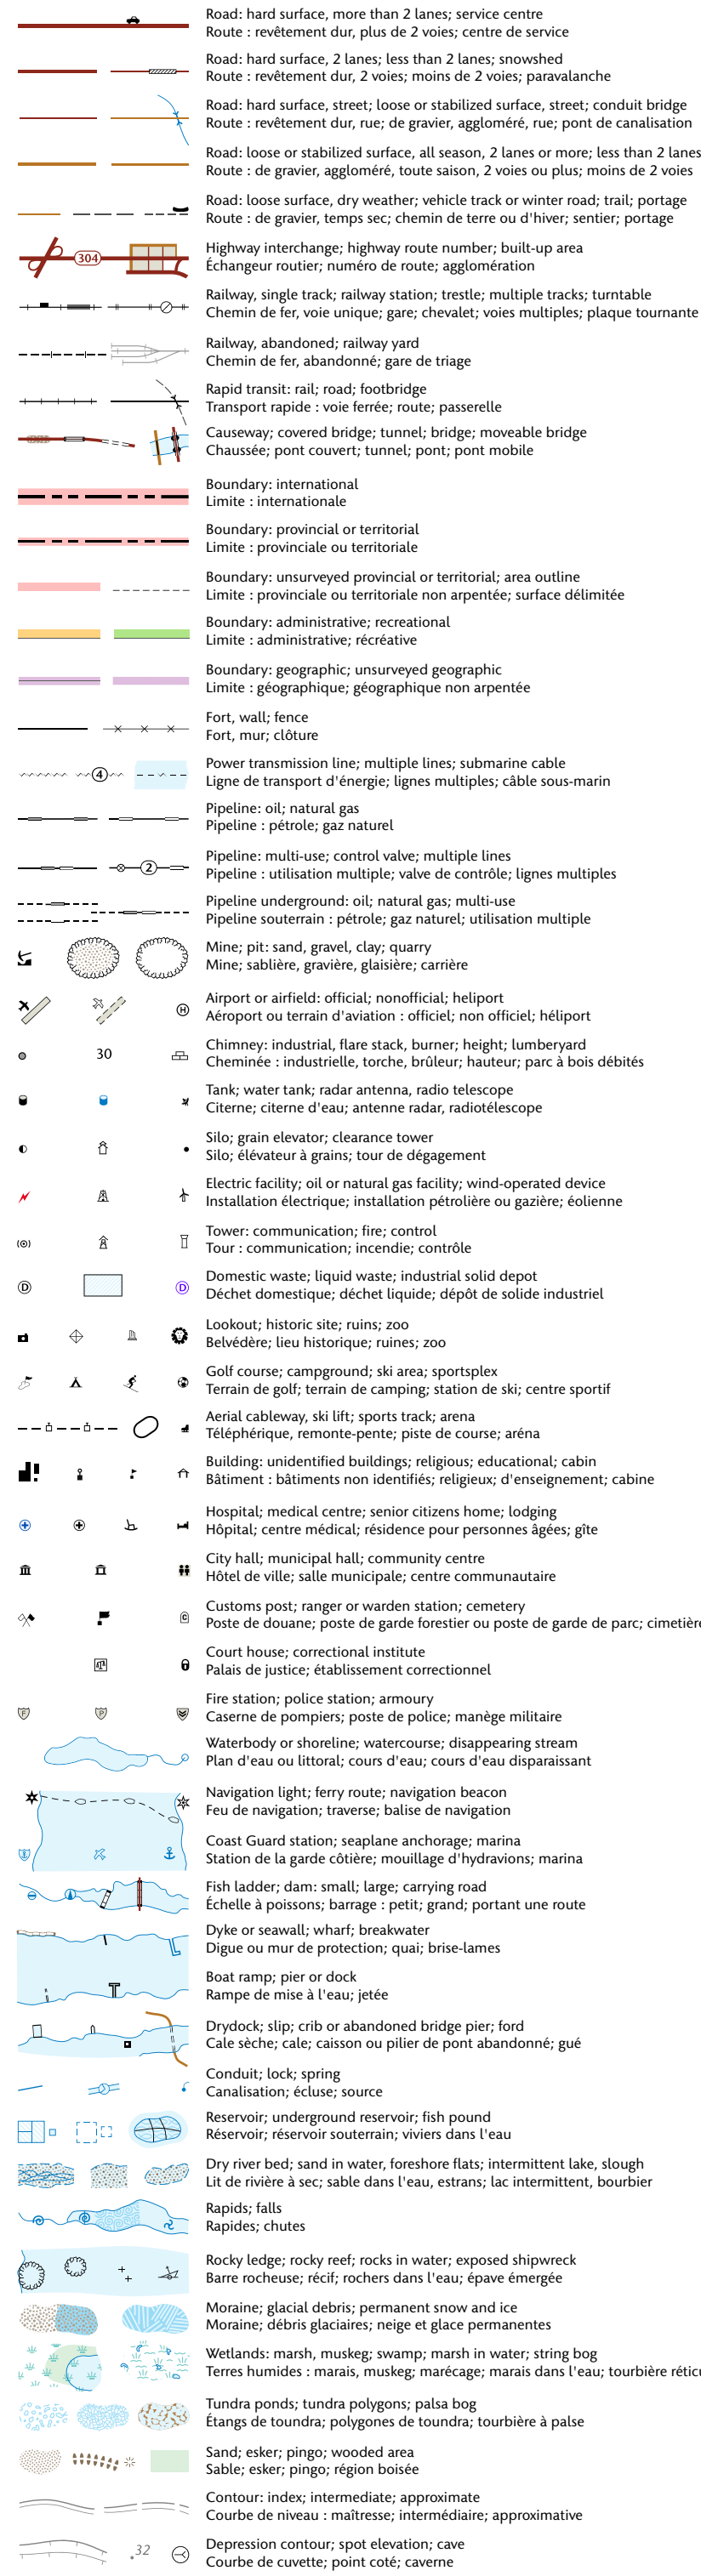 Road: hard surface, more than 2 lanes; service centre
Route : revêtement dur, plus de 2 voies; centre de service
Road: hard surface, 2 lanes; less than 2 lanes; snowshed
Route : revêtement dur, 2 voies; moins de 2 voies; paravalanche
Road: hard surface, street; loose or stabilized surface, street; conduit bridge
Route : revêtement dur, rue; de gravier, aggloméré, rue; pont de canalisation
Road: loose or stabilized surface, all season, 2 lanes or more; less than 2 lanes
Route : de gravier, aggloméré, toute saison, 2 voies ou plus; moins de 2 voies
Road: loose surface, dry weather; vehicle track or winter road; trail; portage
Route : de gravier, temps sec; chemin de terre ou d'hiver; sentier; portage
304
Highway interchange; highway route number; built-up area
Échangeur routier; numéro de route; agglomération
Railway, single track; railway station; trestle; multiple tracks; turntable
Chemin de fer, voie unique; gare; chevalet; voies multiples; plaque tournante
Railway, abandoned; railway yard
Chemin de fer, abandonné; gare de triage
Rapid transit: rail; road; footbridge
Transport rapide : voie ferrée; route; passerelle
Causeway; covered bridge; tunnel; bridge; moveable bridge
Chaussée; pont couvert; tunnel; pont; pont mobile
Boundary: international
Limite : internationale
Boundary: provincial or territorial
Limite : provinciale ou territoriale
Boundary: unsurveyed provincial or territorial; area outline
Limite : provinciale ou territoriale non arpentée; surface délimitée
Boundary: administrative; recreational
Limite : administrative; récréative
Boundary: geographic; unsurveyed geographic
Limite : géographique; géographique non arpentée
Fort, wall; fence
Fort, mur; clôture
4
Power transmission line; multiple lines; submarine cable
Ligne de transport d'énergie; lignes multiples; câble sous-marin
Pipeline: oil; natural gas
Pipeline : pétrole; gaz naturel
2
Pipeline: multi-use; control valve; multiple lines
Pipeline : utilisation multiple; valve de contrôle; lignes multiples
Pipeline underground: oil; natural gas; multi-use
Pipeline souterrain : pétrole; gaz naturel; utilisation multiple
Mine; pit: sand, gravel, clay; quarry
Mine; sablière, gravière, glaisière; carrière
H
Airport or airfield: official; nonofficial; heliport
Aéroport ou terrain d'aviation : officiel; non officiel; héliport
30
Chimney: industrial, flare stack, burner; height; lumberyard
Cheminée : industrielle, torche, brûleur; hauteur; parc à bois débités
Tank; water tank; radar antenna, radio telescope
Citerne; citerne d'eau; antenne radar, radiotélescope
Silo; grain elevator; clearance tower
Silo; élévateur à grains; tour de dégagement
Electric facility; oil or natural gas facility; wind-operated device
Installation électrique; installation pétrolière ou gazière; éolienne
Tower: communication; fire; control
Tour : communication; incendie; contrôle
D D
Domestic waste; liquid waste; industrial solid depot
Déchet domestique; déchet liquide; dépôt de solide industriel
Lookout; historic site; ruins; zoo
Belvédère; lieu historique; ruines; zoo
Golf course; campground; ski area; sportsplex
Terrain de golf; terrain de camping; station de ski; centre sportif
Aerial cableway, ski lift; sports track; arena
Téléphérique, remonte-pente; piste de course; aréna
Building: unidentified buildings; religious; educational; cabin
Bâtiment : bâtiments non identifiés; religieux; d'enseignement; cabine
Hospital; medical centre; senior citizens home; lodging
Hôpital; centre médical; résidence pour personnes âgées; gîte
City hall; municipal hall; community centre
Hôtel de ville; salle municipale; centre communautaire
C
Customs post; ranger or warden station; cemetery
Poste de douane; poste de garde forestier ou poste de garde de parc; cimetière
Court house; correctional institute
Palais de justice; établissement correctionnel
F P
Fire station; police station; armoury
Caserne de pompiers; poste de police; manège militaire
Waterbody or shoreline; watercourse; disappearing stream
Plan d'eau ou littoral; cours d'eau; cours d'eau disparaissant
Navigation light; ferry route; navigation beacon
Feu de navigation; traverse; balise de navigation
Coast Guard station; seaplane anchorage; marina
Station de la garde côtière; mouillage d'hydravions; marina
Fish ladder; dam: small; large; carrying road
Échelle à poissons; barrage : petit; grand; portant une route
Dyke or seawall; wharf; breakwater
Digue ou mur de protection; quai; brise-lames
Boat ramp; pier or dock
Rampe de mise à l'eau; jetée
Drydock; slip; crib or abandoned bridge pier; ford
Cale sèche; cale; caisson ou pilier de pont abandonné; gué
Conduit; lock; spring
Canalisation; écluse; source
Reservoir; underground reservoir; fish pound
Réservoir; réservoir souterrain; viviers dans l'eau
Dry river bed; sand in water, foreshore flats; intermittent lake, slough
Lit de rivière à sec; sable dans l'eau, estrans; lac intermittent, bourbier
Rapids; falls
Rapides; chutes
Rocky ledge; rocky reef; rocks in water; exposed shipwreck
Barre rocheuse; récif; rochers dans l'eau; épave émergée
Moraine; glacial debris; permanent snow and ice
Moraine; débris glaciaires; neige et glace permanentes
Wetlands: marsh, muskeg; swamp; marsh in water; string bog
Terres humides : marais, muskeg; marécage; marais dans l'eau; tourbière
Tundra ponds; tundra polygons; palsa bog
Étangs de toundra; polygones de toundra; tourbière à palse
Sand; esker; pingo; wooded area
Sable; esker; pingo; région boisée
Contour: index; intermediate; approximate
Courbe de niveau : maîtresse; intermédiaire; approximative
32
Depression contour; spot elevation; cave
Courbe de cuvette; point coté; caverne